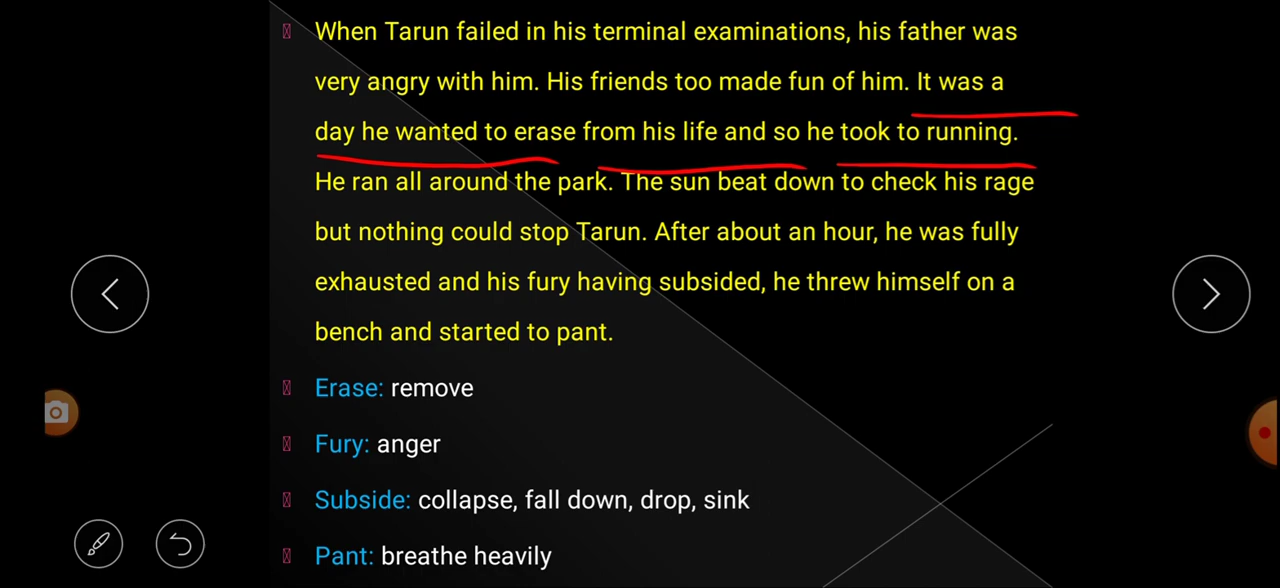 When Tarun failed in his terminal examinations, his father was
very angry with him. His friends too made fun of him. It was a
day he wanted to erase from his life and so he took to running.
He ran all around the park. The sun beat down to check his rage
but nothing could stop Tarun. After about an hour, he was fully
exhausted and his fury having subsided, he threw himself on a
bench and started to pant.
Erase: remove
Fury: anger
Subside: collapse, fall down, drop, sink
Pant: breathe heavily